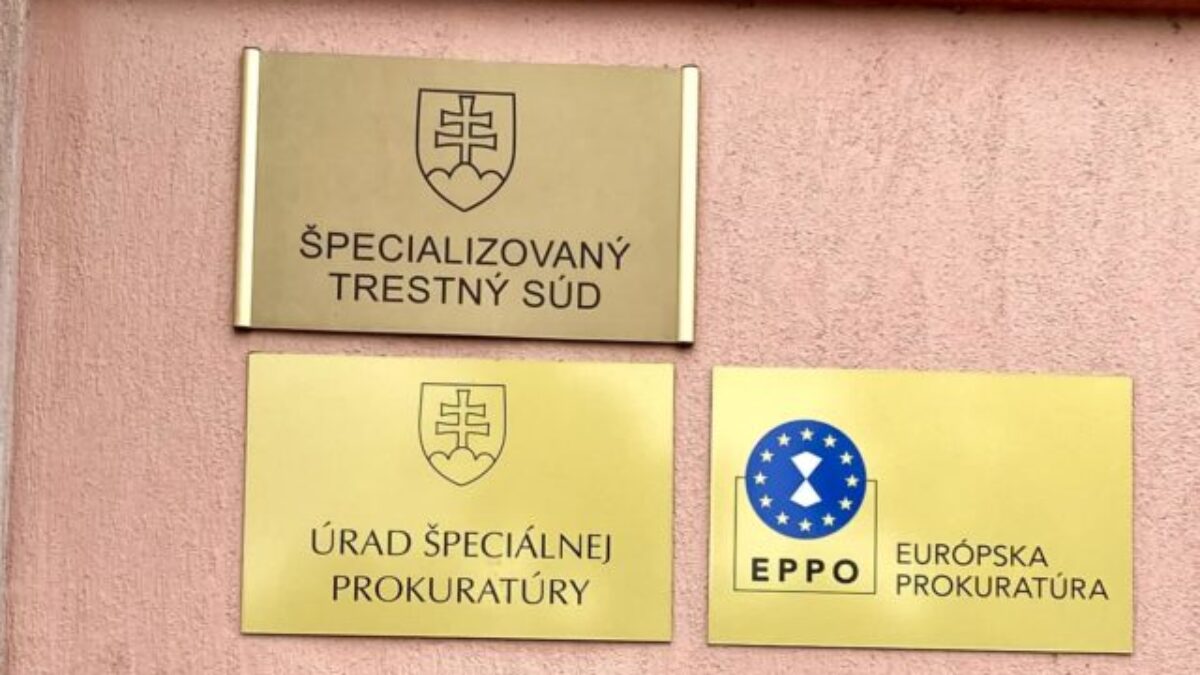 ŠPECIALIZOVANÝ
TRESTNÝ SÚD
ÚRAD ŠPECIÁLNEJ
PROKURATÚRY
EPPO
EURÓPSKA
PROKURATÚRA